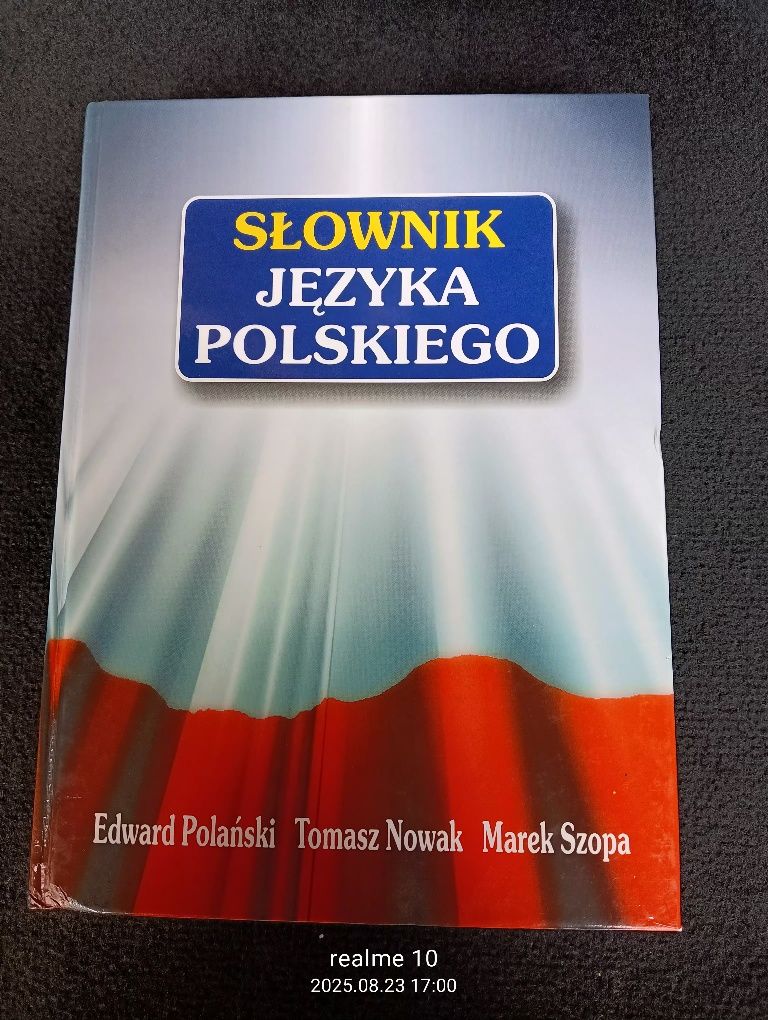 SŁOWNIK
JĘZYKA
POLSKIEGO
Edward Polański Tomasz Nowak Marek Szopa
realme 10
2025.08.23 17:00